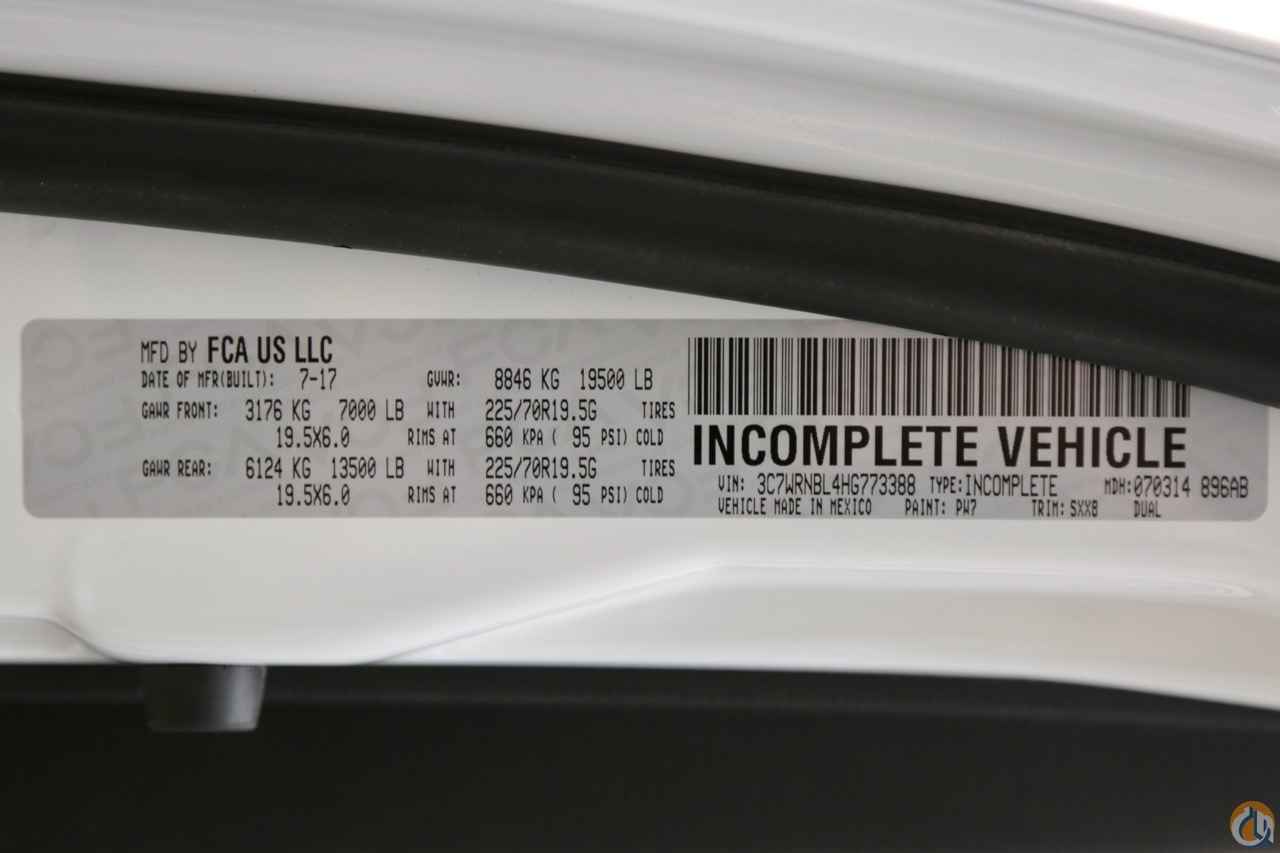 MFD BY FCA US LLC
DATE OF MFR(BUILT): 7-17 GVWR: 8846 KG 19500 LB
GAWR FRONT: 3176 KG 7000 LB WITH 225/70R19.5G TIRES
19.5X6.0 RIMS AT 660 KPA ( 95 PSI) COLD
GAWR REAR: 6124 KG 13500 LB WITH 225/70R19.5G TIRES
19.5X6.0 RIMS AT 660 KPA ( 95 PSI) COLD
INCOMPLETE VEHICLE
VIN: 3C7WRNBL4HG773388 TYPE:INCOMPLETE MDH:070314 896AB
VEHICLE MADE IN MEXICO PAINT: PW7 TRIM: SXX8 DUAL